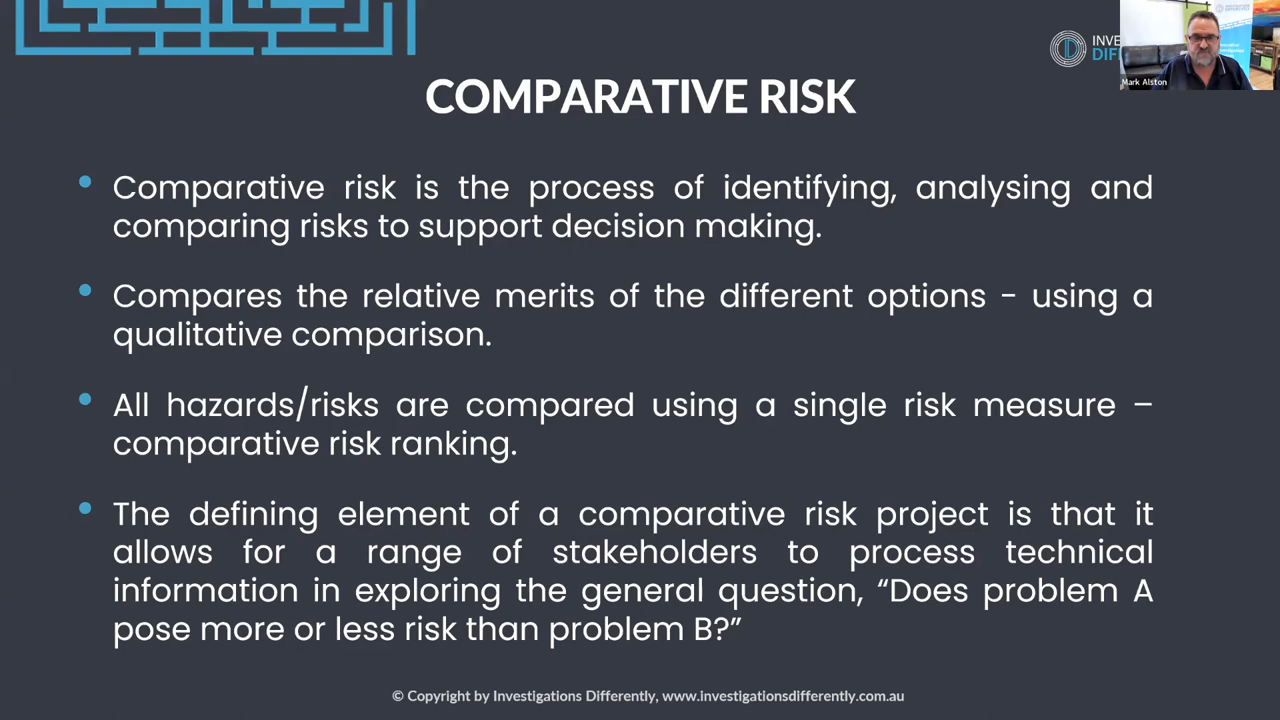 INVE
DIF
Mark Alston
COMPARATIVE RISK
• Comparative risk is the process of identifying, analysing and
comparing risks to support decision making.
• Compares the relative merits of the different options - using a
qualitative comparison.
• All hazards/risks are compared using a single risk measure –
comparative risk ranking.
• The defining element of a comparative risk project is that it
allows for a range of stakeholders to process technical
information in exploring the general question, “Does problem A
pose more or less risk than problem B?”
© Copyright by Investigations Differently, www.investigationsdifferently.com.au